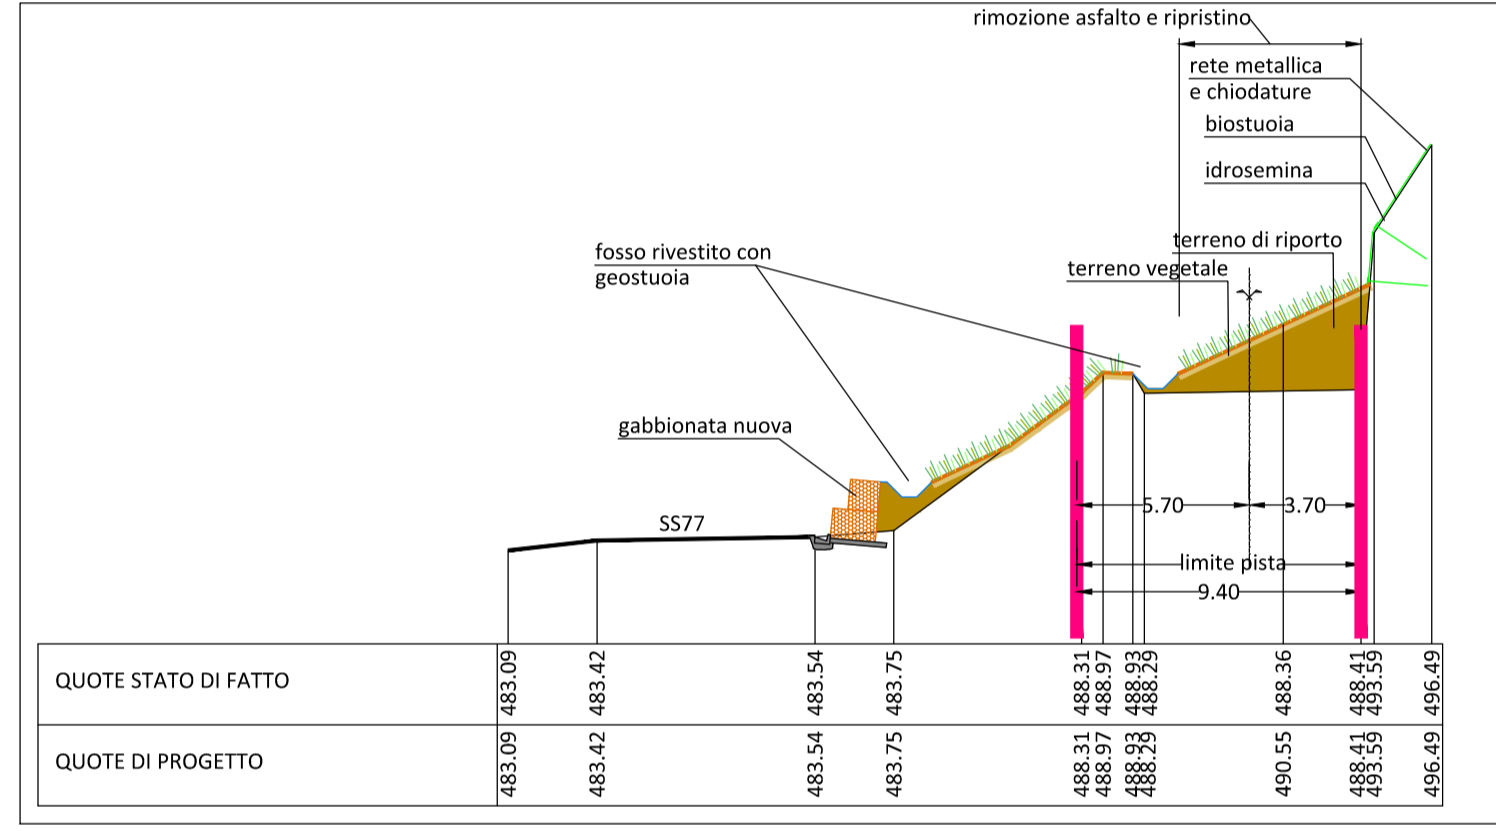 rimozione asfalto e ripristino
rete metallica
e chiodature
biostuoia
idrosemina
terreno di riporto
terreno vegetale
fosso rivestito con
geostuoia
gabbionata nuova
SS77
5.70
3.70
limite pista
9.40
QUOTE STATO DI FATTO
483.09
483.42
483.54
483.75
488.31
488.97
488.93
488.29
488.36
488.41
493.59
496.49
QUOTE DI PROGETTO
483.09
483.42
483.54
483.75
488.31
488.97
488.93
488.29
490.55
488.41
493.59
496.49